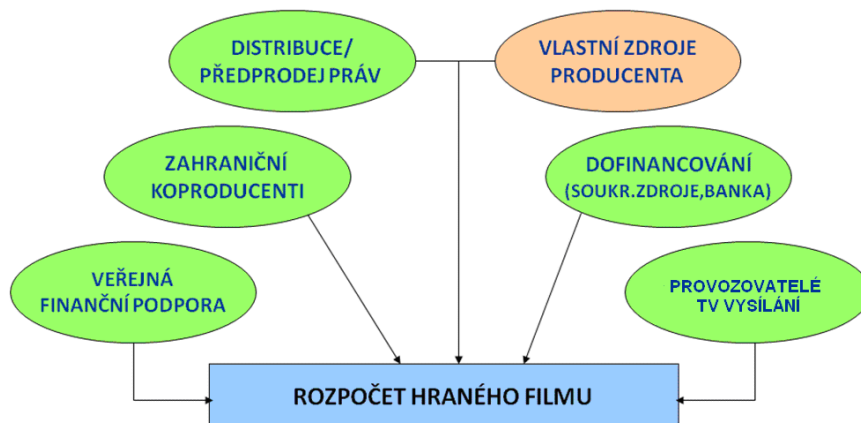 DISTRIBUCE/
PŘEDPRODEJ PRÁV
VLASTNÍ ZDROJE
PRODUCENTA
ZAHRANIČNÍ
KOPRODUCENTI
DOFINANCOVÁNÍ
(SOUKR.ZDROJE,BANKA)
VEŘEJNÁ
FINANČNÍ PODPORA
PROVOZOVATELÉ
TV VYSÍLÁNÍ
ROZPOČET HRANÉHO FILMU